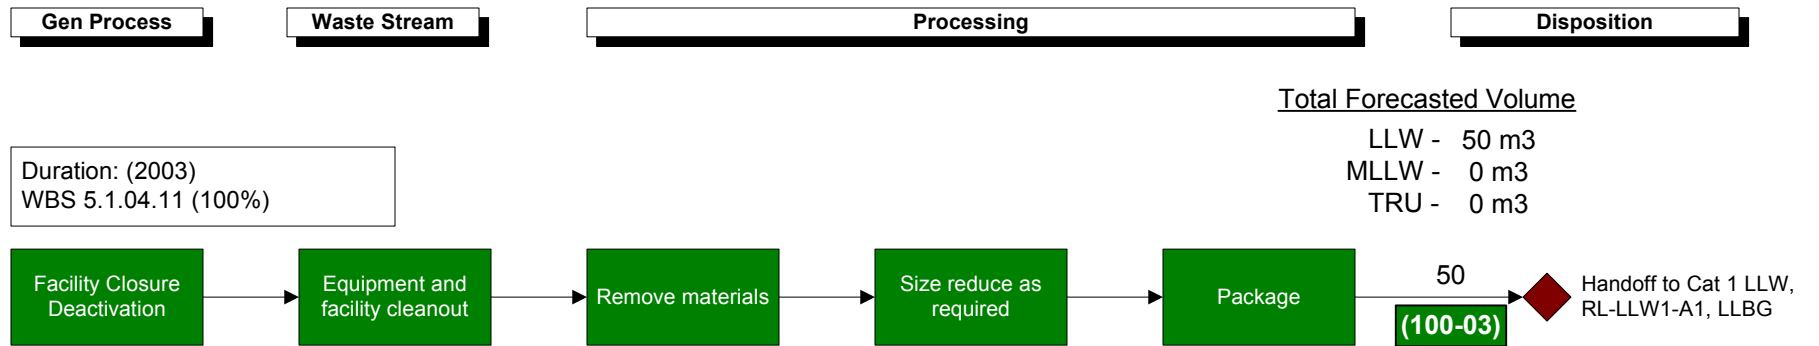 Gen Process
Waste Stream
Processing
Disposition
Total Forecasted Volume
LLW - 50 m3
MLLW - 0 m3
TRU - 0 m3
Duration: (2003)
WBS 5.1.04.11 (100%)
Facility Closure
Deactivation
Equipment and
facility cleanout
Remove materials
Size reduce as
required
Package
50
(100-03)
Handoff to Cat 1 LLW,
RL-LLW1-A1, LLBG